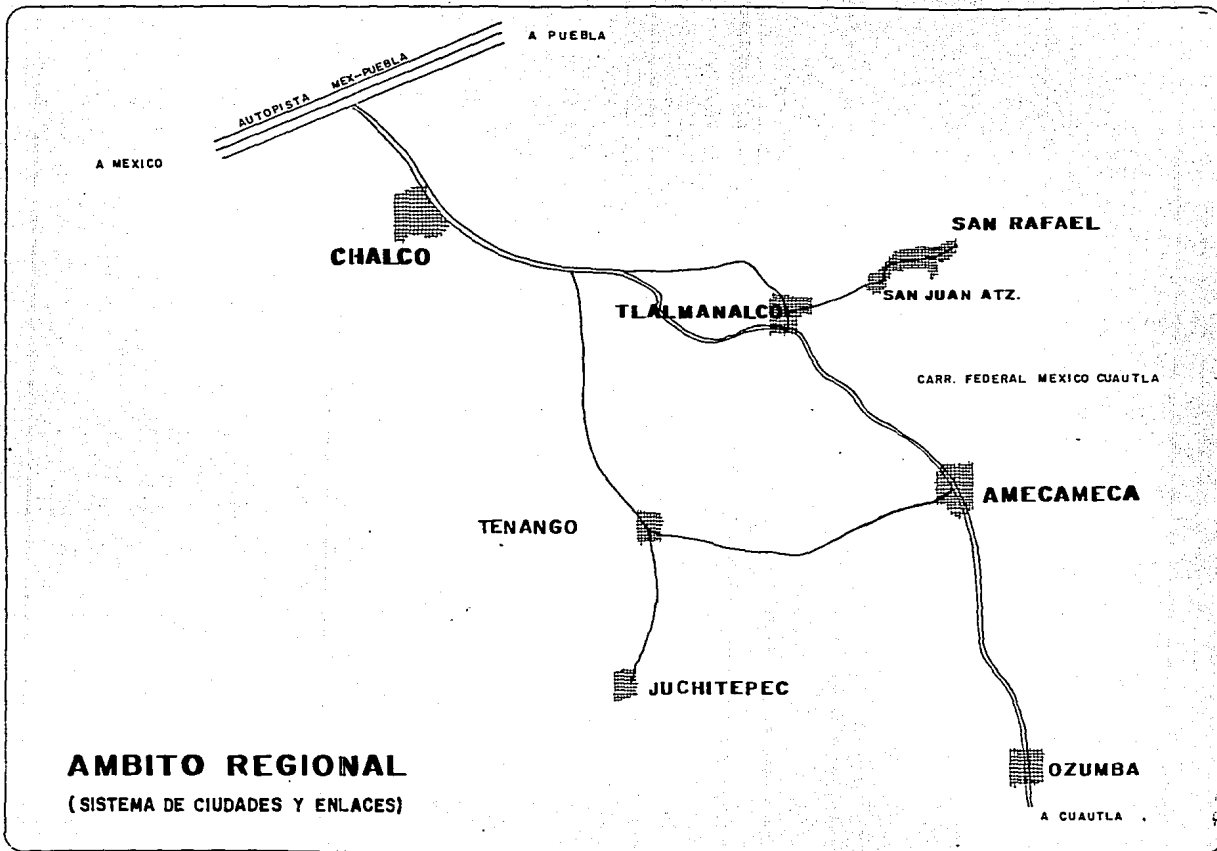 A PUEBLA
AUTOPISTA MEX-PUEBLA
A MEXICO
SAN RAFAEL
CHALCO
SAN JUAN ATZ.
TLALMANALCO
CARR. FEDERAL MEXICO CUAUTLA
AMECAMECA
TENANGO
JUCHITEPEC
AMBITO REGIONAL
(SISTEMA DE CIUDADES Y ENLACES)
OZUMBA
A CUAUTLA